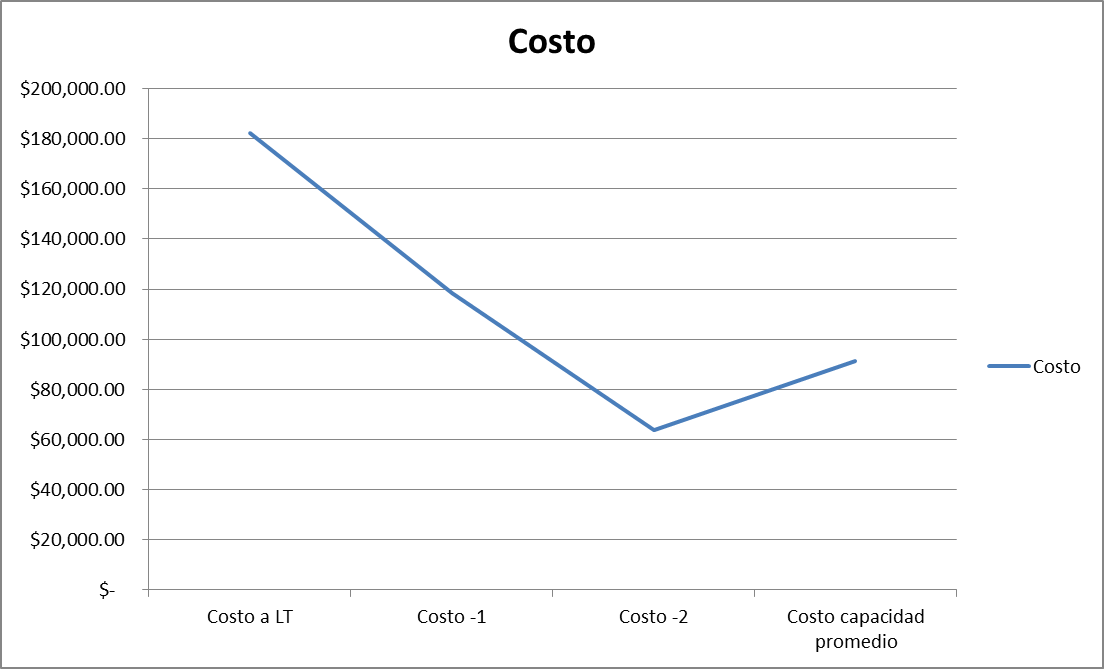 Costo
$200,000.00
$180,000.00
$160,000.00
$140,000.00
$120,000.00
$100,000.00
$80,000.00
$60,000.00
$40,000.00
$20,000.00
$-
Costo a LT
Costo -1
Costo -2
Costo capacidad
promedio
Costo